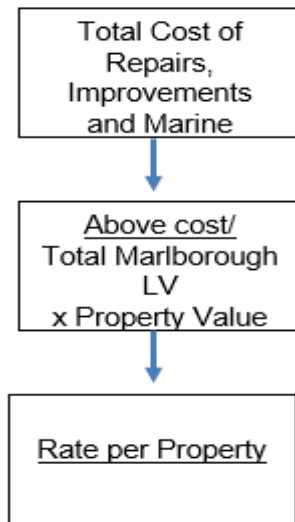 Total Cost of
Repairs,
Improvements
and Marine
Above cost/
Total Marlborough
LV
x Property Value
Rate per Property